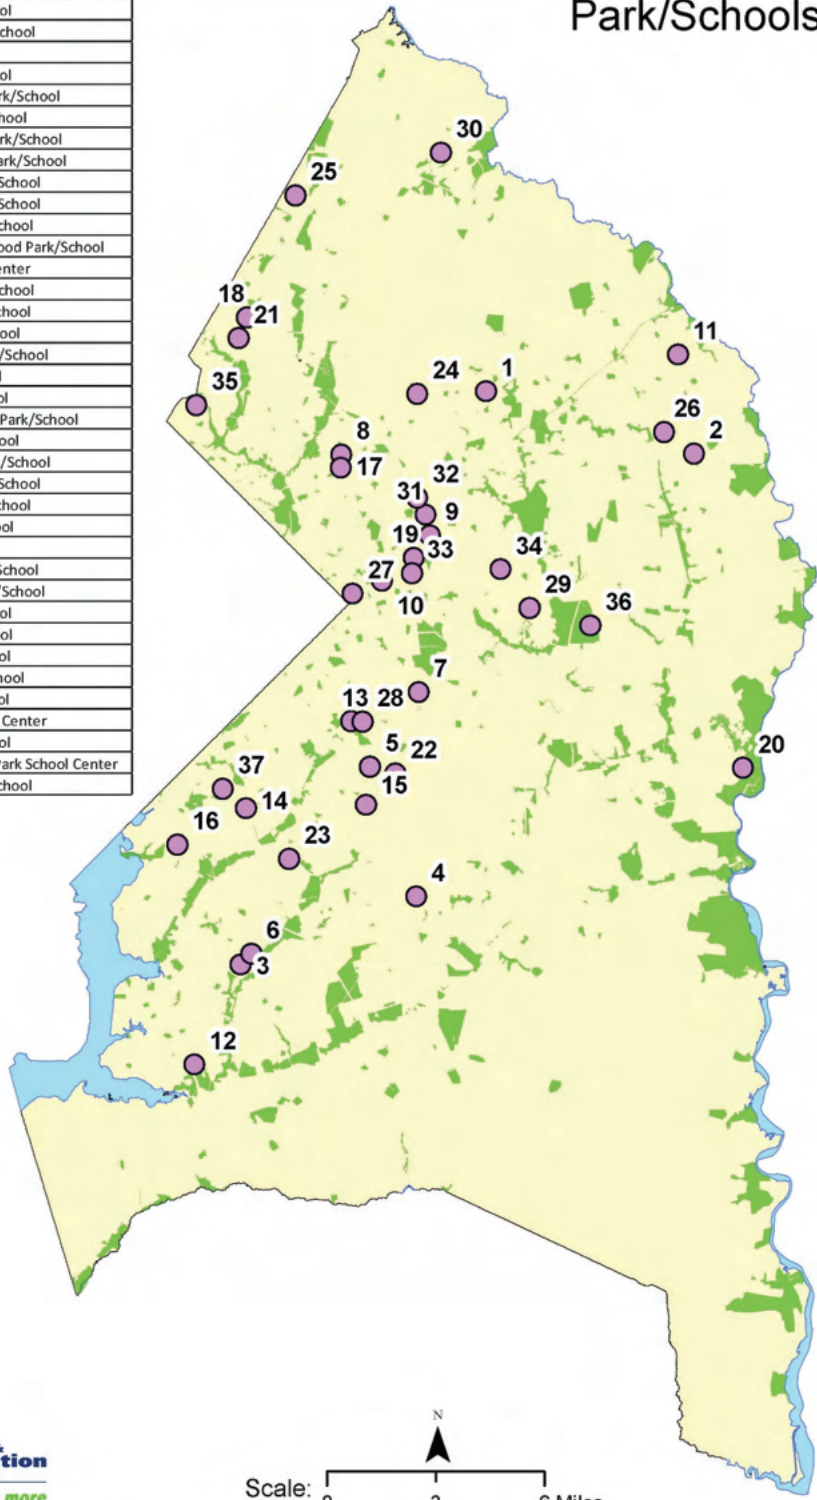 Park/Schools
ol
chool
ol
rk/School
hool
rk/School
ark/School
School
School
chool
ood Park/School
enter
chool
chool
ool
/School
l
ol
Park/School
ool
/School
School
chool
ol
School
/School
ol
ol
ol
hool
ol
Center
ol
Park School Center
chool
30
25
18
21
11
35
24
1
26
2
8
17
32
31
9
19
33
34
27
29
10
36
7
13
28
5
22
20
15
37
14
16
23
4
6
3
12
tion
more
N
Scale:
0
3
6 Miles